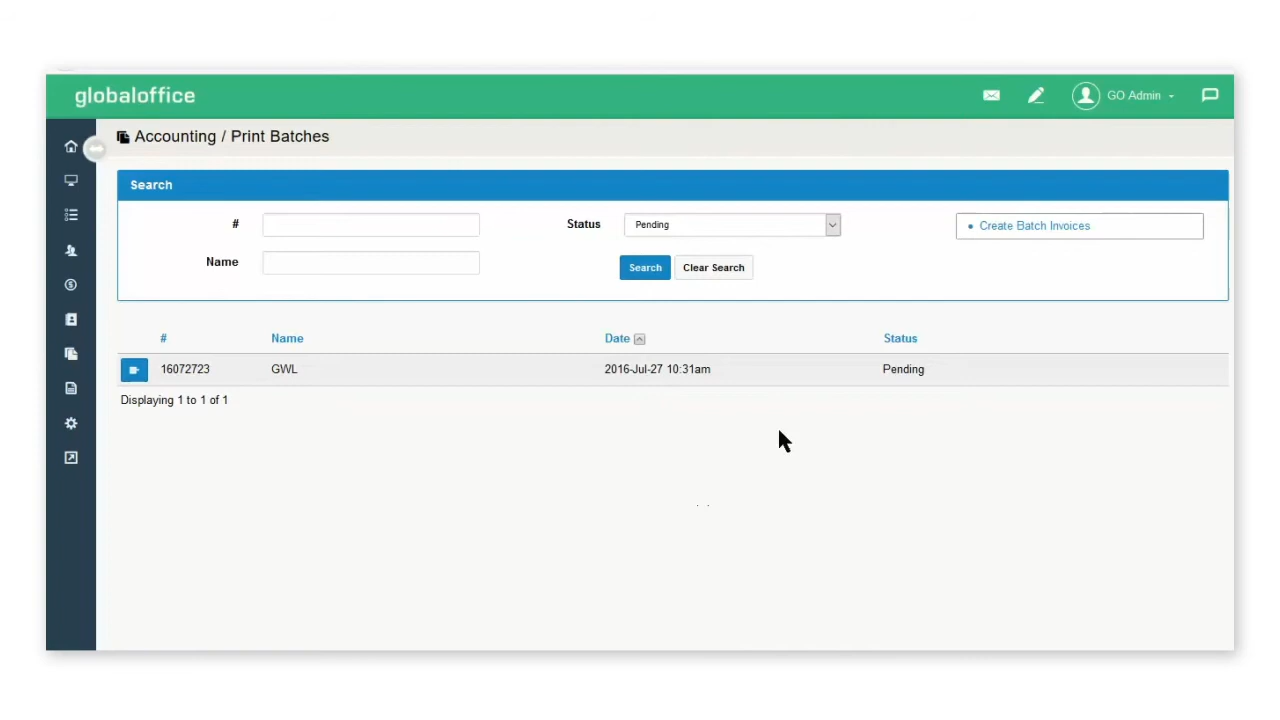 globaloffice
GO Admin
Accounting / Print Batches
Search
# Status Pending • Create Batch Invoices
Name Search Clear Search
# Name Date Status
16072723 GWL 2016-Jul-27 10:31am Pending
Displaying 1 to 1 of 1